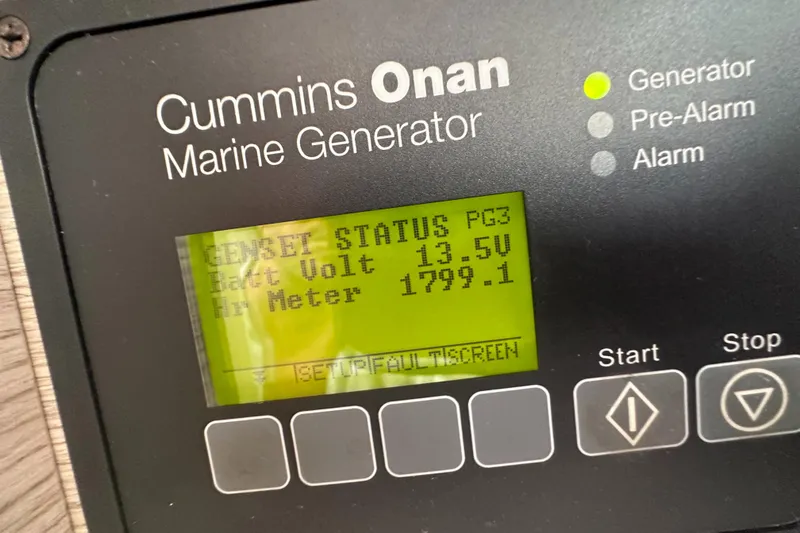 Cummins Onan
Marine Generator
Generator
Pre-Alarm
Alarm
GENSET STATUS PG3
Batt Volt 13.5V
Hr Meter 1799.1
SETUP|FAULT|SCREEN
Start
Stop